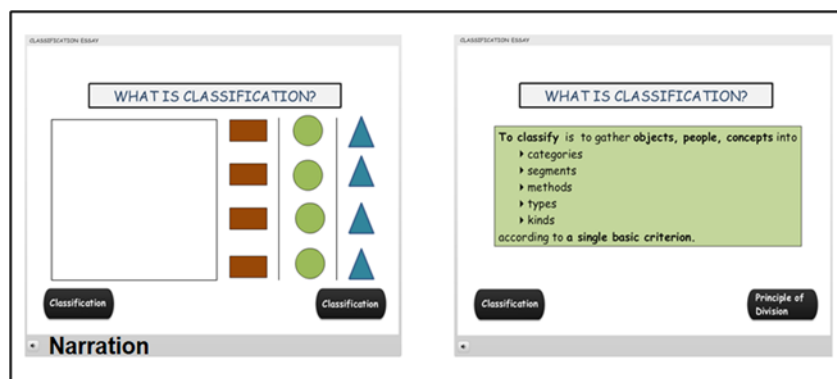 CLASSIFICATION ESSAY
WHAT IS CLASSIFICATION?
Classification
Classification
Narration
CLASSIFICATION ESSAY
WHAT IS CLASSIFICATION?
To classify is to gather objects, people, concepts into
categories
segments
methods
types
kinds
according to a single basic criterion.
Classification
Principle of
Division